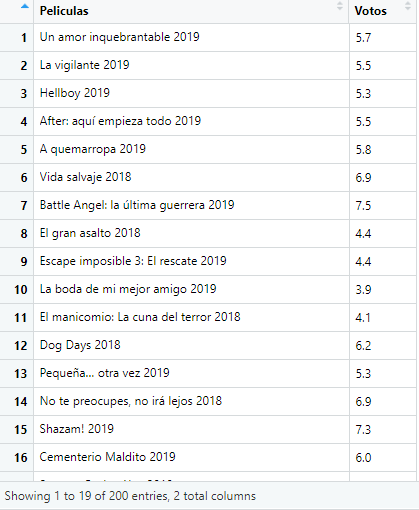 Peliculas Votos
1 Un amor inquebrantable 2019 5.7
2 La vigilante 2019 5.5
3 Hellboy 2019 5.3
4 After: aquí empieza todo 2019 5.5
5 A quemarropa 2019 5.8
6 Vida salvaje 2018 6.9
7 Battle Angel: la última guerrera 2019 7.5
8 El gran asalto 2018 4.4
9 Escape imposible 3: El rescate 2019 4.4
10 La boda de mi mejor amigo 2019 3.9
11 El manicomio: La cuna del terror 2018 4.1
12 Dog Days 2018 6.2
13 Pequeña... otra vez 2019 5.3
14 No te preocupes, no irá lejos 2018 6.9
15 Shazam! 2019 7.3
16 Cementerio Maldito 2019 6.0
Showing 1 to 19 of 200 entries, 2 total columns